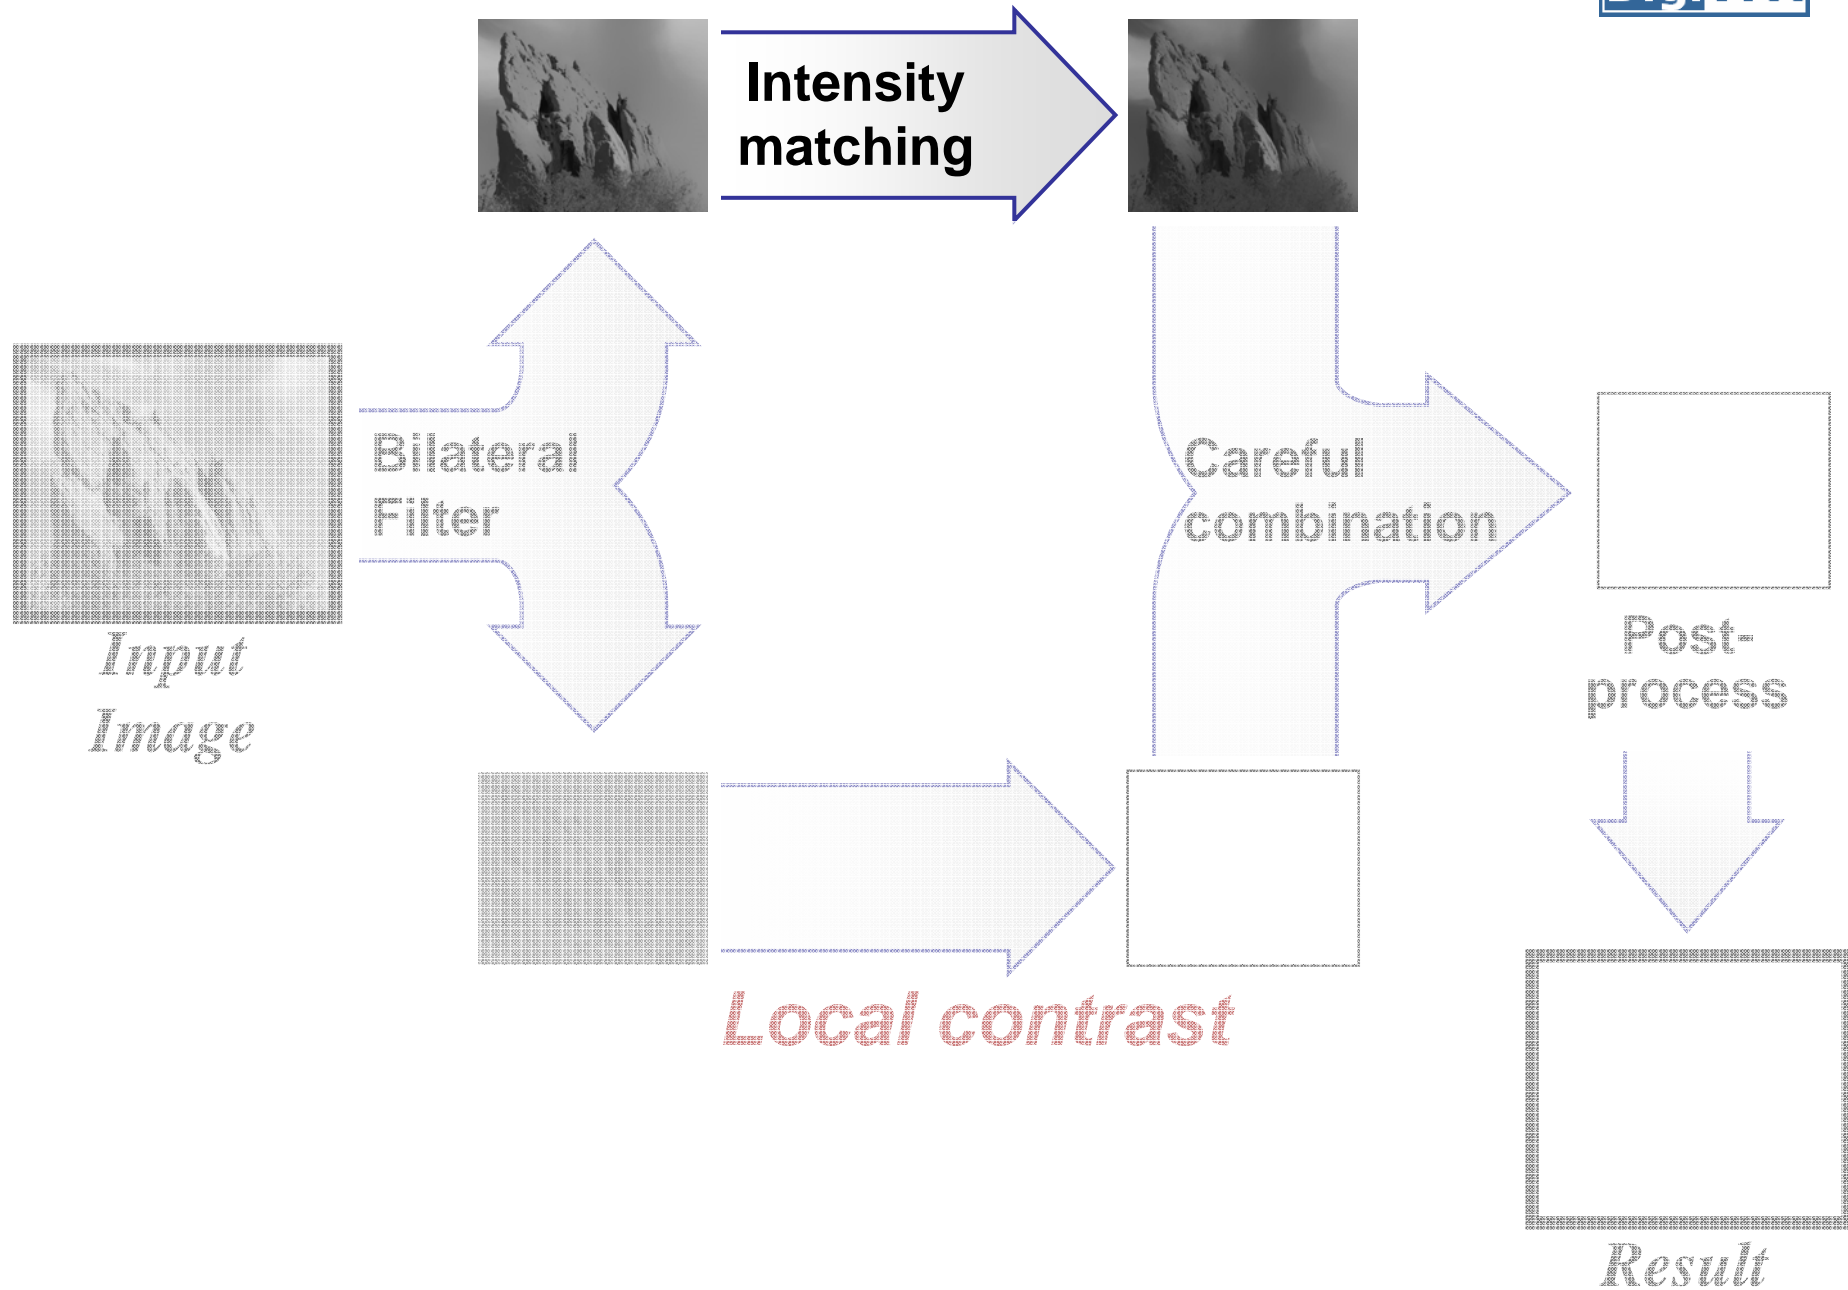 Intensity
matching
Bilateral
Filter
Careful
combination
Input
Image
Post-
process
Local contrast
Result